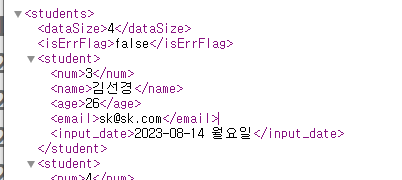 <students>
<dataSize>4</dataSize>
<isErrFlag>false</isErrFlag>
<student>
<num>3</num>
<name>김선경</name>
<age>26</age>
<email>sk@sk.com</email>
<input_date>2023-08-14 월요일</input_date>
</student>
<student>
<num>4</num>